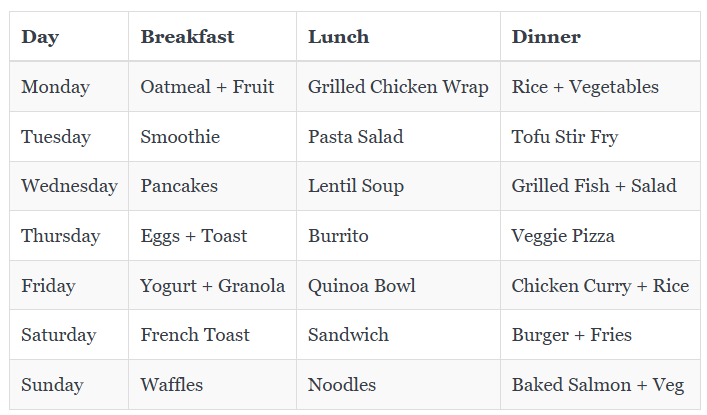 Day Breakfast Lunch Dinner
Monday Oatmeal + Fruit Grilled Chicken Wrap Rice + Vegetables
Tuesday Smoothie Pasta Salad Tofu Stir Fry
Wednesday Pancakes Lentil Soup Grilled Fish + Salad
Thursday Eggs + Toast Burrito Veggie Pizza
Friday Yogurt + Granola Quinoa Bowl Chicken Curry + Rice
Saturday French Toast Sandwich Burger + Fries
Sunday Waffles Noodles Baked Salmon + Veg